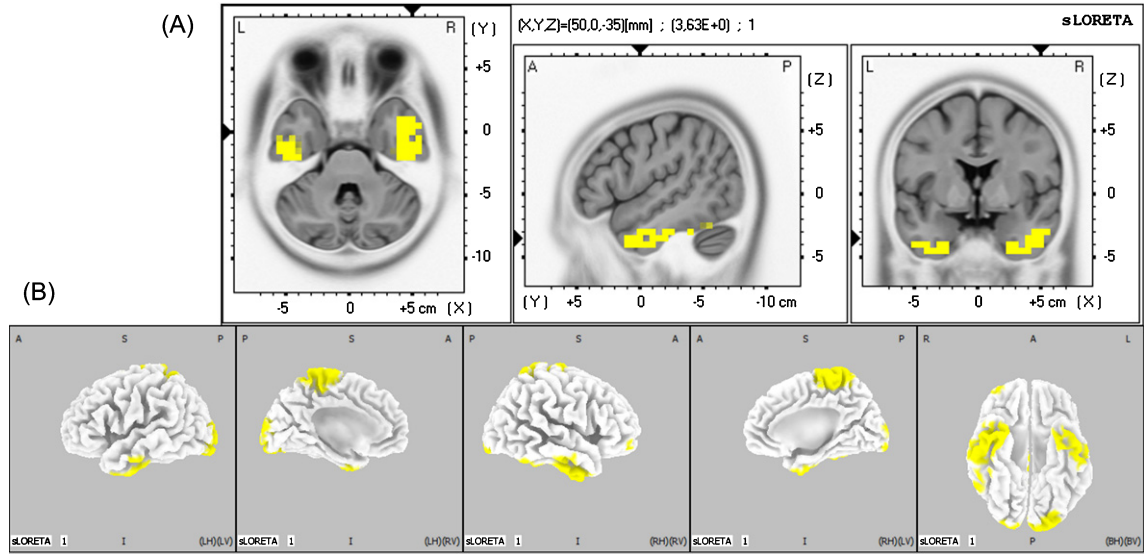 (A)
L R (Y)
+5
0
-5
-10
-5 0 +5 cm (X)
(X,Y,Z)=(50,0,-35)[mm] ; (3,63E+0) ; 1
sLORETA
A P (Z)
+5
0
-5
(Y) +5 0 -5 -10 cm
L R (Z)
+5
0
-5
-5 0 +5 cm (X)
(B)
A S P
sLORETA 1 I (LH)(LV)
P S A
sLORETA 1 I (LH)(RV)
P S A
sLORETA 1 I (RH)(RV)
A S P
sLORETA 1 I (RH)(LV)
R A L
sLORETA 1 P (BH)(BV)